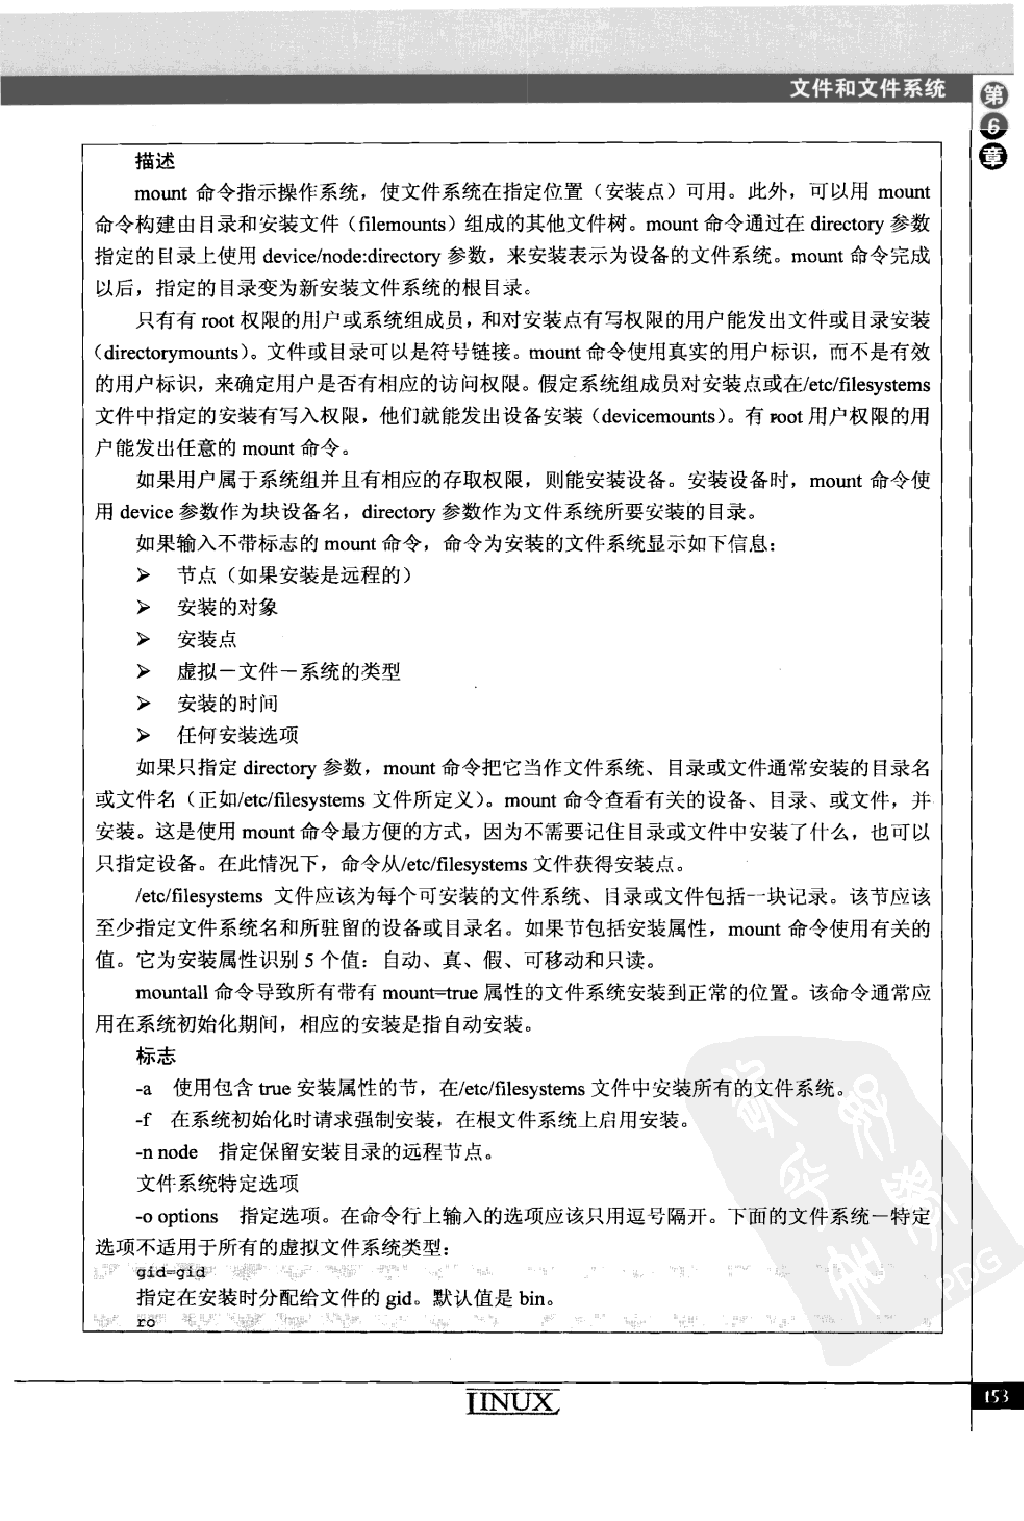 文件和文件系统
第
6
章
描述
mount 命令指示操作系统，使文件系统在指定位置（安装点）可用。此外，可以用 mount
命令构建由目录和安装文件（filemounts）组成的其他文件树。mount 命令通过在 directory 参数
指定的目录上使用 device/node:directory 参数，来安装表示为设备的文件系统。mount 命令完成
以后，指定的目录变为新安装文件系统的根目录。
只有有 root 权限的用户或系统组成员，和对安装点有写权限的用户能发出文件或目录安装
（directorymounts）。文件或目录可以是符号链接。mount 命令使用真实的用户标识，而不是有效
的用户标识，来确定用户是否有相应的访问权限。假定系统组成员对安装点或在/etc/filesystems
文件中指定的安装有写入权限，他们就能发出设备安装（devicemounts）。有 root 用户权限的用
户能发出任意的 mount 命令。
如果用户属于系统组并且有相应的存取权限，则能安装设备。安装设备时，mount 命令使
用 device 参数作为块设备名，directory 参数作为文件系统所要安装的目录。
如果输入不带标志的 mount 命令，命令为安装的文件系统显示如下信息：
➢ 节点（如果安装是远程的）
➢ 安装的对象
➢ 安装点
➢ 虚拟－文件－系统的类型
➢ 安装的时间
➢ 任何安装选项
如果只指定 directory 参数，mount 命令把它当作文件系统、目录或文件通常安装的目录名
或文件名（正如/etc/filesystems 文件所定义）。mount 命令查看有关的设备、目录、或文件，并
安装。这是使用 mount 命令最方便的方式，因为不需要记住目录或文件中安装了什么，也可以
只指定设备。在此情况下，命令从/etc/filesystems 文件获得安装点。
/etc/filesystems 文件应该为每个可安装的文件系统、目录或文件包括一块记录。该节应该
至少指定文件系统名和所驻留的设备或目录名。如果节包括安装属性，mount 命令使用有关的
值。它为安装属性识别 5 个值：自动、真、假、可移动和只读。
mountall 命令导致所有带有 mount=true 属性的文件系统安装到正常的位置。该命令通常应
用在系统初始化期间，相应的安装是指自动安装。
标志
-a 使用包含 true 安装属性的节，在/etc/filesystems 文件中安装所有的文件系统。
-f 在系统初始化时请求强制安装，在根文件系统上启用安装。
-n node 指定保留安装目录的远程节点。
文件系统特定选项
-o options 指定选项。在命令行上输入的选项应该只用逗号隔开。下面的文件系统－特定
选项不适用于所有的虚拟文件系统类型：
gid=gid
指定在安装时分配给文件的 gid。默认值是 bin。
ro
PDG
LINUX
153